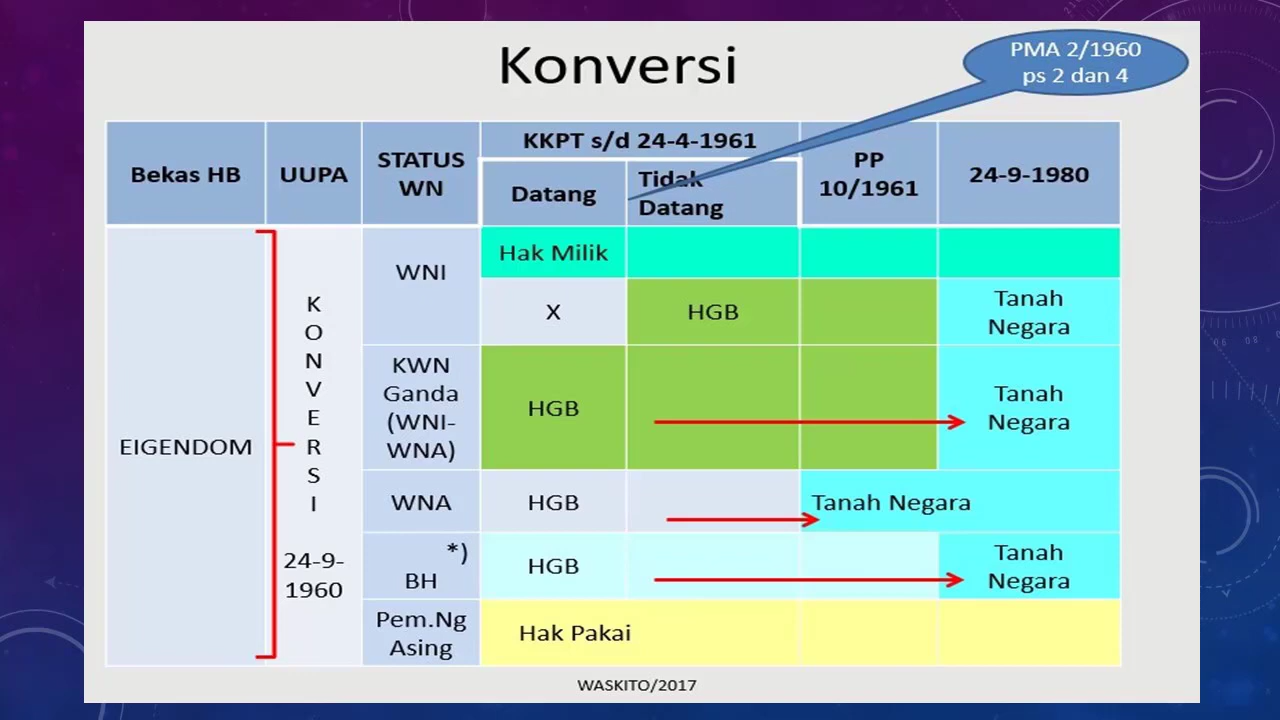 Konversi
PMA 2/1960
ps 2 dan 4
Bekas HB
UUPA
STATUS
WN
KKPT s/d 24-4-1961
Datang
Tidak
Datang
PP
10/1961
24-9-1980
EIGENDOM
K
O
N
V
E
R
S
I
24-9-
1960
WNI
Hak Milik
X
HGB
Tanah
Negara
KWN
Ganda
(WNI-
WNA)
HGB
Tanah
Negara
WNA
HGB
Tanah Negara
*)
BH
HGB
Tanah
Negara
Pem.Ng
Asing
Hak Pakai
WASKITO/2017